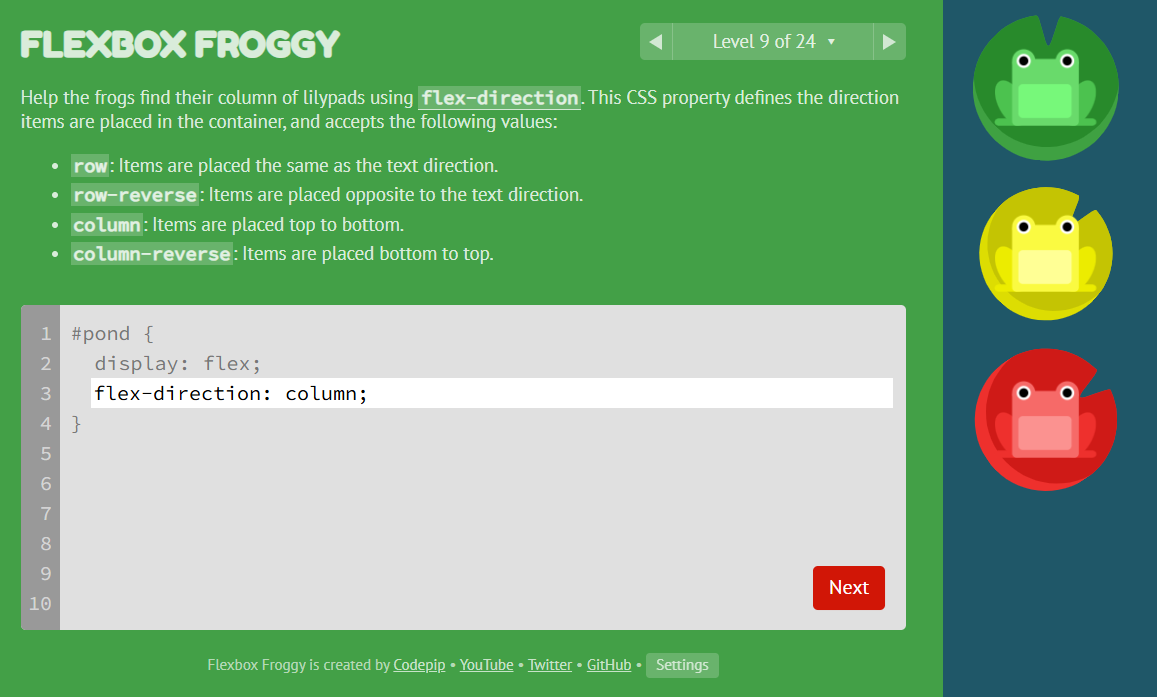 FLEXBOX FROGGY
◀ Level 9 of 24 ▼ ▶
Help the frogs find their column of lilypads using flex-direction. This CSS property defines the direction
items are placed in the container, and accepts the following values:
• row: Items are placed the same as the text direction.
• row-reverse: Items are placed opposite to the text direction.
• column: Items are placed top to bottom.
• column-reverse: Items are placed bottom to top.
1 #pond {
2   display: flex;
3   flex-direction: column;
4 }
5
6
7
8
9
10
Next
Flexbox Froggy is created by Codepip • YouTube • Twitter • GitHub • Settings